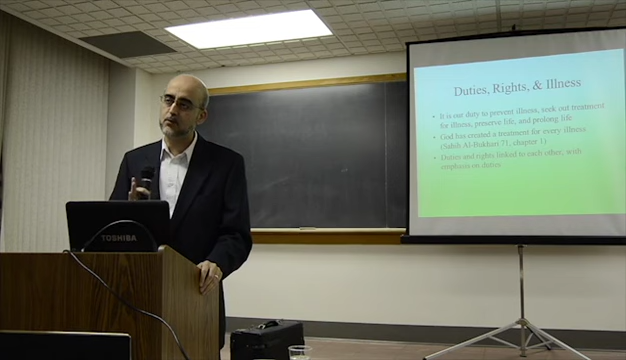 Duties, Rights, & Illness
• It is our duty to prevent illness, seek out treatment
for illness, preserve life, and prolong life
• God has created a treatment for every illness
(Sahih Al-Bukhari 71, chapter 1)
• Duties and rights linked to each other, with
emphasis on duties
TOSHIBA